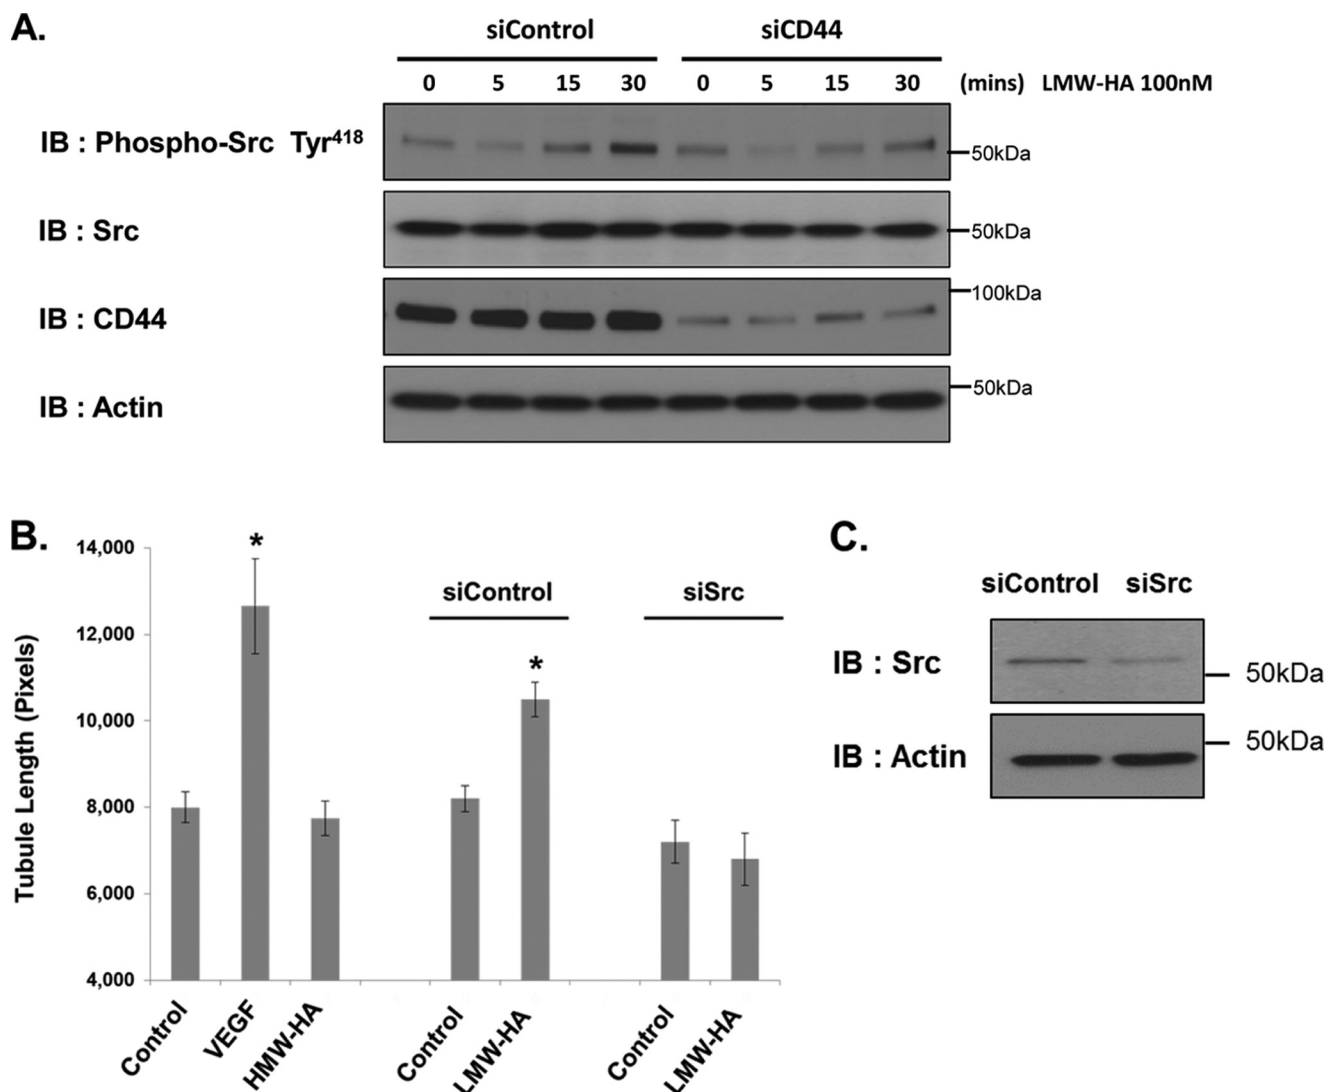 A.
siControl siCD44
0 5 15 30 0 5 15 30 (mins) LMW-HA 100nM
IB : Phospho-Src Tyr⁴¹⁸
50kDa
IB : Src
50kDa
100kDa
IB : CD44
50kDa
IB : Actin
B.
14,000
*
12,000
10,000
8,000
6,000
4,000
Tubule Length (Pixels)
siControl
*
siSrc
Control
VEGF
HMW-HA
Control
LMW-HA
Control
LMW-HA
C.
siControl siSrc
IB : Src
50kDa
50kDa
IB : Actin